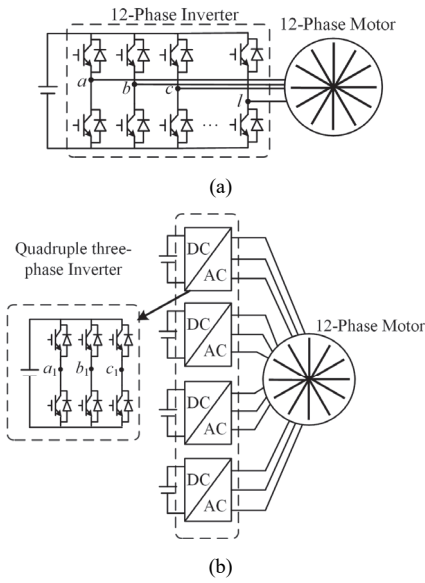 12-Phase Inverter
12-Phase Motor
a
b
c
l
...
(a)
Quadruple three-
phase Inverter
DC
AC
DC
AC
12-Phase Motor
a1
b1
c1
DC
AC
DC
AC
(b)